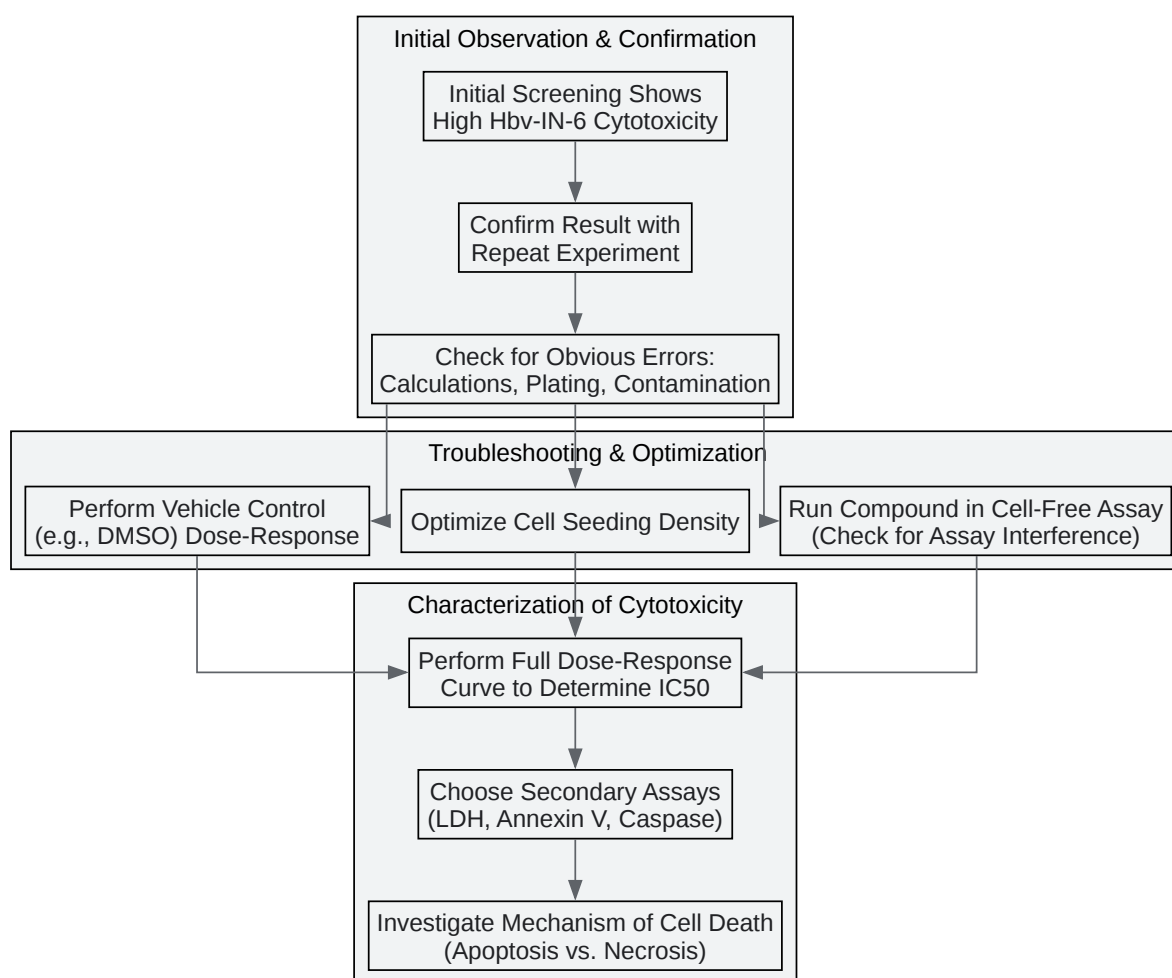 Initial Observation & Confirmation
Initial Screening Shows
High Hbv-IN-6 Cytotoxicity
Confirm Result with
Repeat Experiment
Check for Obvious Errors:
Calculations, Plating, Contamination
Troubleshooting & Optimization
Perform Vehicle Control
(e.g., DMSO) Dose-Response
Optimize Cell Seeding Density
Run Compound in Cell-Free Assay
(Check for Assay Interference)
Characterization of Cytotoxicity
Perform Full Dose-Response
Curve to Determine IC50
Choose Secondary Assays
(LDH, Annexin V, Caspase)
Investigate Mechanism of Cell Death
(Apoptosis vs. Necrosis)